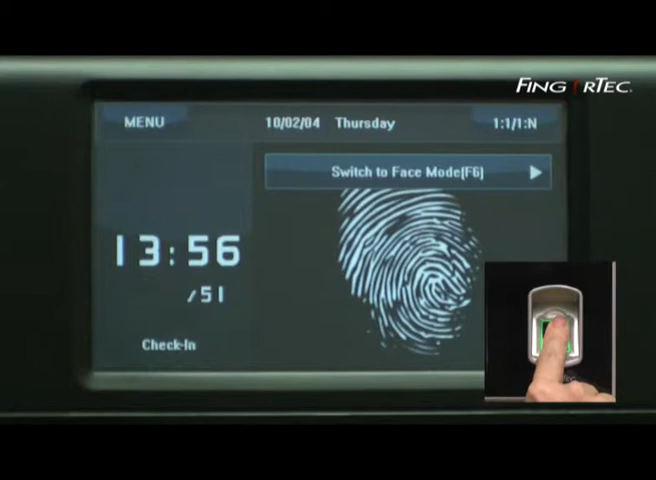 FINGERTEC.
MENU
10/02/04 Thursday
1:1/1:N
Switch to Face Mode[F6]
13:56
/51
Check-In